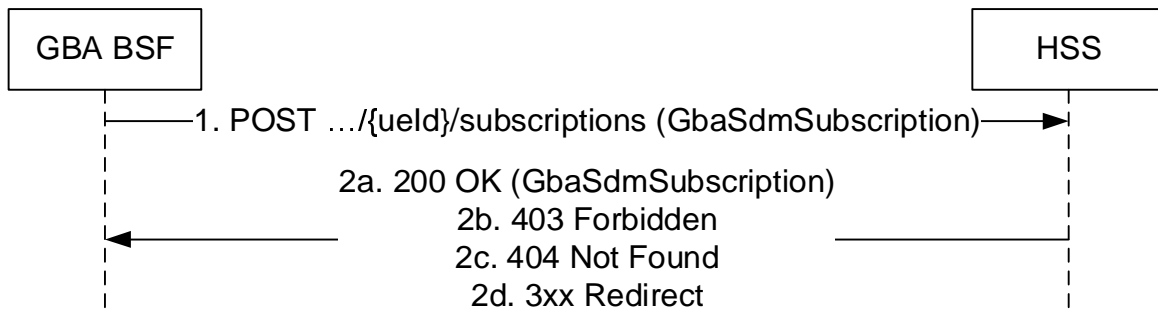 GBA BSF
HSS
1. POST …/{ueId}/subscriptions (GbaSdmSubscription)
2a. 200 OK (GbaSdmSubscription)
2b. 403 Forbidden
2c. 404 Not Found
2d. 3xx Redirect